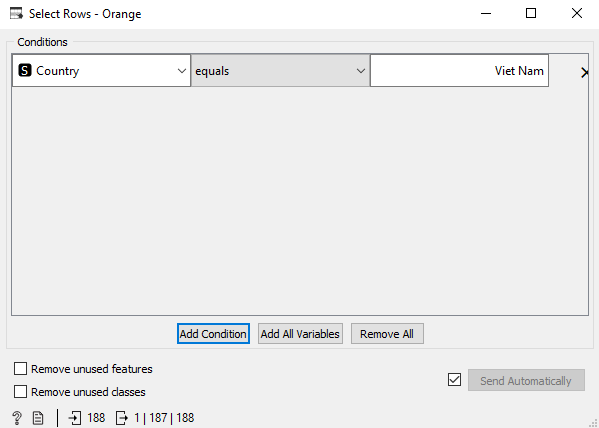 Select Rows - Orange
Conditions
S Country equals Viet Nam
Add Condition Add All Variables Remove All
Remove unused features
Remove unused classes
Send Automatically
? 188 1 | 187 | 188